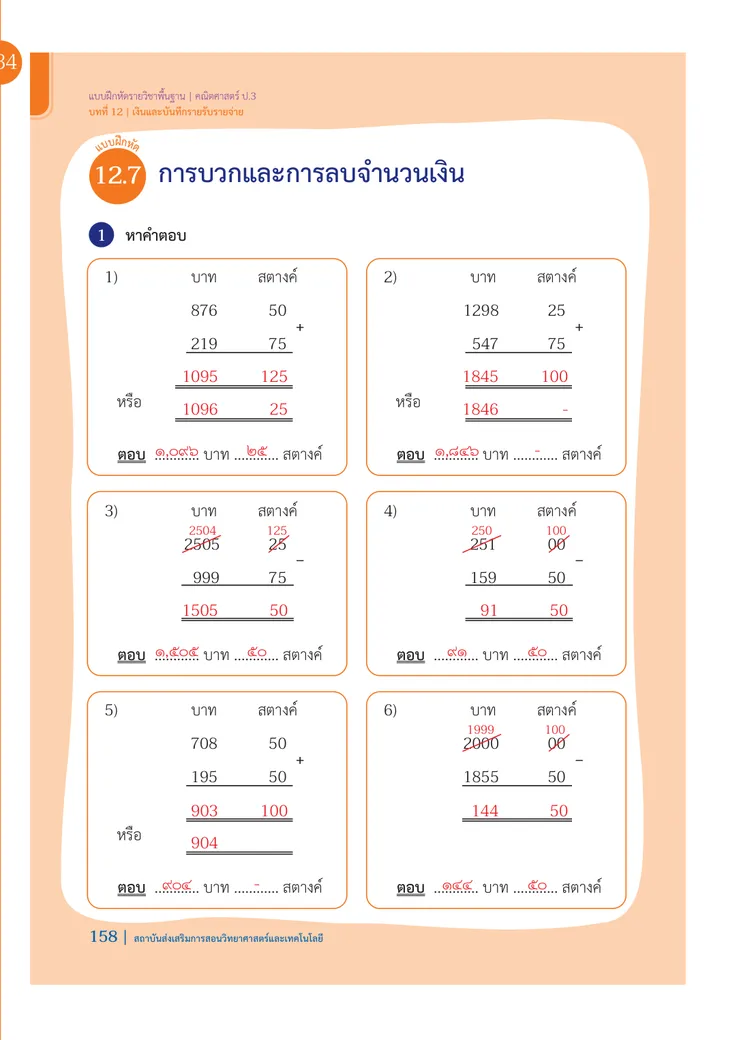 34
แบบฝึกหัดรายวิชาพื้นฐาน | คณิตศาสตร์ ป.3
บทที่ 12 | เงินและบันทึกรายรับรายจ่าย
แบบฝึกหัด
12.7 การบวกและการลบจำนวนเงิน
1 หาคำตอบ
1) บาท สตางค์
876 50
+
219 75
1095 125
หรือ 1096 25
ตอบ ๑,๐๙๖ บาท ๒๕ สตางค์
2) บาท สตางค์
1298 25
+
547 75
1845 100
หรือ 1846 -
ตอบ ๑,๘๔๖ บาท - สตางค์
3) บาท สตางค์
2504 125
2505 25
−
999 75
1505 50
ตอบ ๑,๕๐๕ บาท ๕๐ สตางค์
4) บาท สตางค์
250 100
251 00
−
159 50
91 50
ตอบ ๙๑ บาท ๕๐ สตางค์
5) บาท สตางค์
708 50
+
195 50
903 100
หรือ 904
ตอบ ๙๐๔ บาท - สตางค์
6) บาท สตางค์
1999 100
2000 00
−
1855 50
144 50
ตอบ ๑๔๔ บาท ๕๐ สตางค์
158 | สถาบันส่งเสริมการสอนวิทยาศาสตร์และเทคโนโลยี